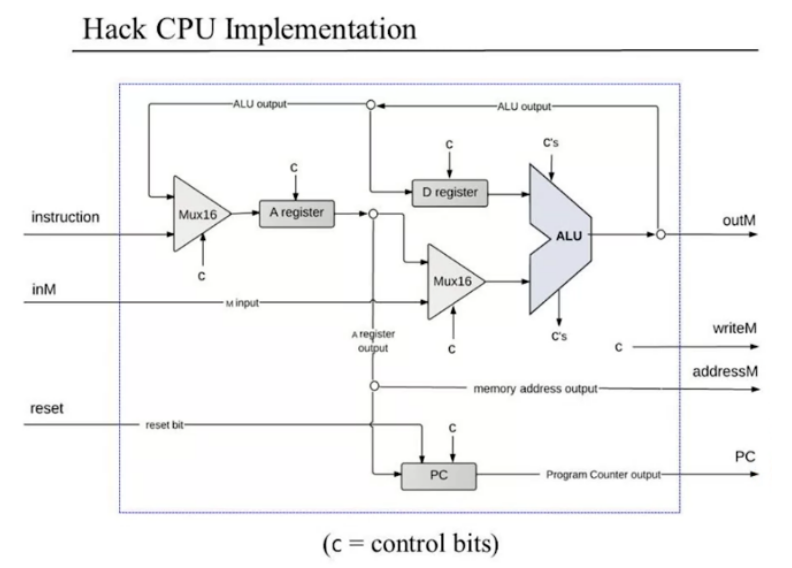 Hack CPU Implementation
ALU output
ALU output
C
C's
C
D register
instruction
Mux16
A register
ALU
outM
C
Mux16
inM
M input
A register
output
C
C's
C
writeM
addressM
memory address output
reset
reset bit
C
PC
PC
Program Counter output
(c = control bits)